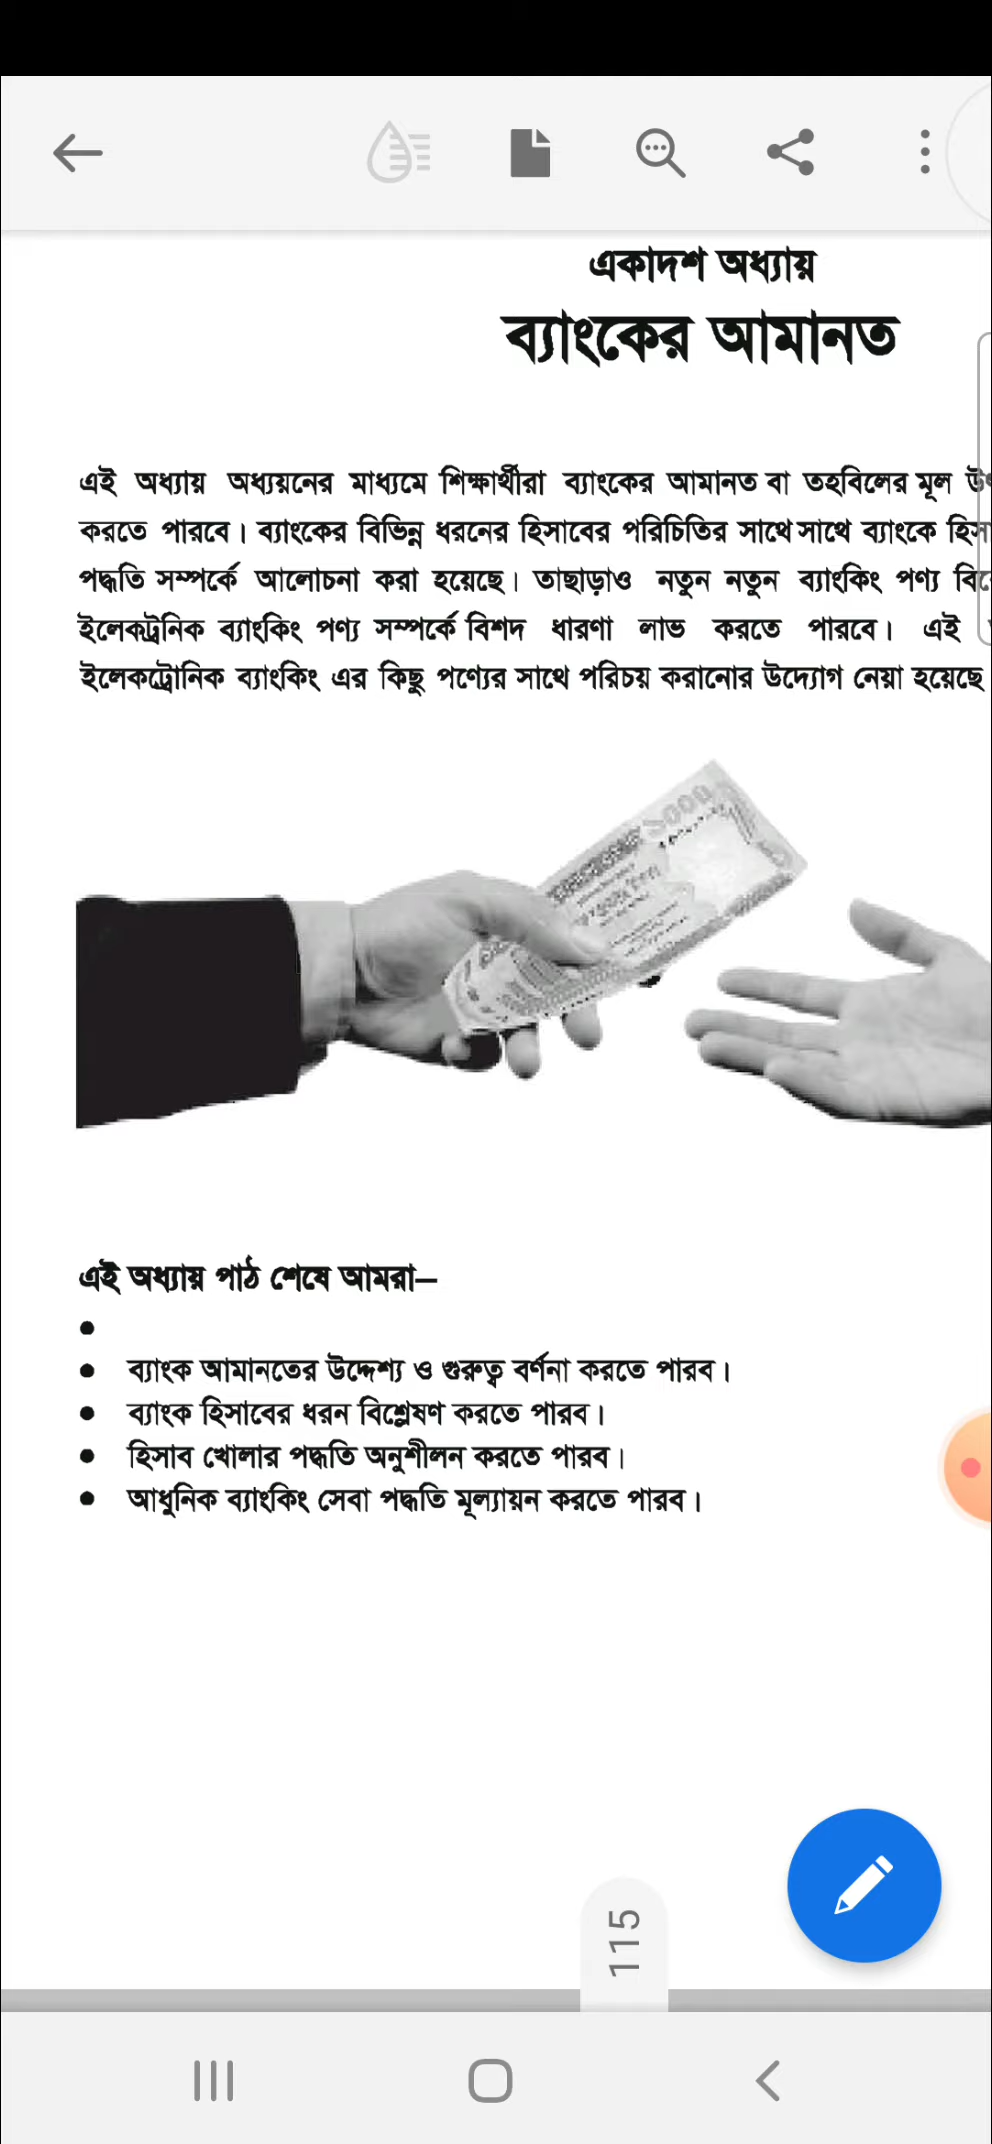 একাদশ অধ্যায়
ব্যাংকের আমানত
এই অধ্যায় অধ্যয়নের মাধ্যমে শিক্ষার্থীরা ব্যাংকের আমানত বা তহবিলের মূল
করতে পারবে। ব্যাংকের বিভিন্ন ধরনের হিসাবের পরিচিতির সাথে সাথে ব্যাংকে
পদ্ধতি সম্পর্কে আলোচনা করা হয়েছে। তাছাড়াও নতুন নতুন ব্যাংকিং পণ্য
ইলেকট্রনিক ব্যাংকিং পণ্য সম্পর্কে বিশদ ধারণা লাভ করতে পারবে। এই
ইলেকট্রোনিক ব্যাংকিং এর কিছু পণ্যের সাথে পরিচয় করানোর উদ্যোগ নেয়া হয়েছে
১০০০
এই অধ্যায় পাঠ শেষে আমরা–
•
• ব্যাংক আমানতের উদ্দেশ্য ও গুরুত্ব বর্ণনা করতে পারব।
• ব্যাংক হিসাবের ধরন বিশ্লেষণ করতে পারব।
• হিসাব খোলার পদ্ধতি অনুশীলন করতে পারব।
• আধুনিক ব্যাংকিং সেবা পদ্ধতি মূল্যায়ন করতে পারব।
115